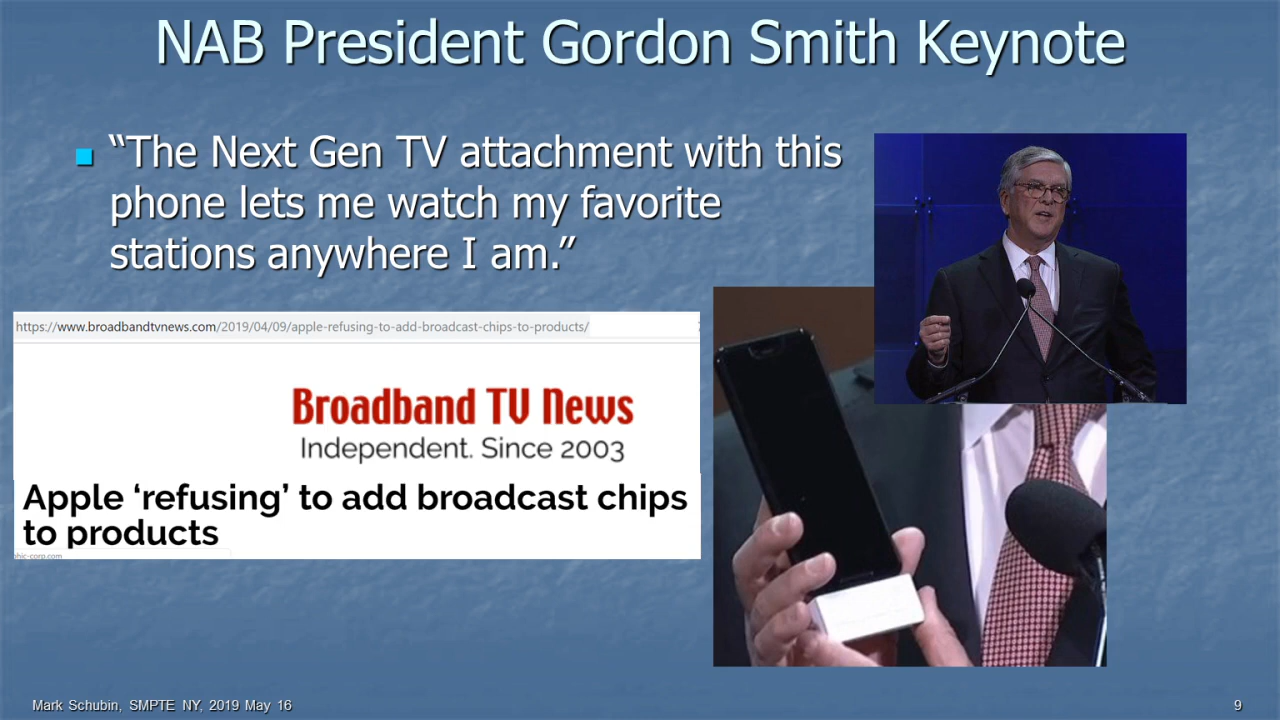 NAB President Gordon Smith Keynote
“The Next Gen TV attachment with this
phone lets me watch my favorite
stations anywhere I am.”
https://www.broadbandtvnews.com/2019/04/09/apple-refusing-to-add-broadcast-chips-to-products/
Broadband TV News
Independent. Since 2003
Apple ‘refusing’ to add broadcast chips
to products
phic-corp.com
Mark Schubin, SMPTE NY, 2019 May 16
9